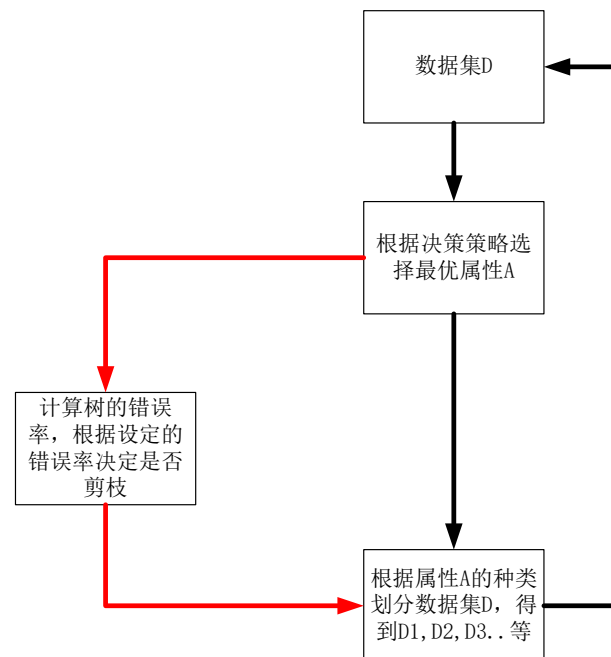 数据集D
根据决策策略选
择最优属性A
计算树的错误
率，根据设定的
错误率决定是否
剪枝
根据属性A的种类
划分数据集D，得
到D1,D2,D3..等